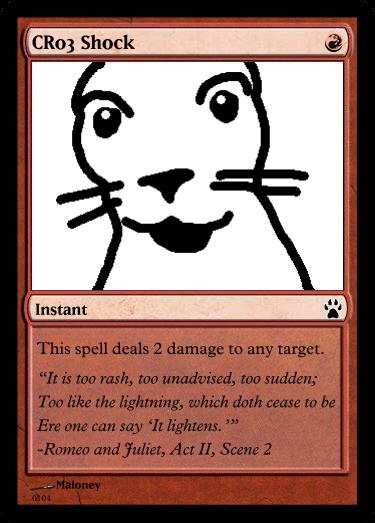 CR03 Shock
Instant
This spell deals 2 damage to any target.
“It is too rash, too unadvised, too sudden;
Too like the lightning, which doth cease to be
Ere one can say ‘It lightens.’”
-Romeo and Juliet, Act II, Scene 2
Maloney
0104